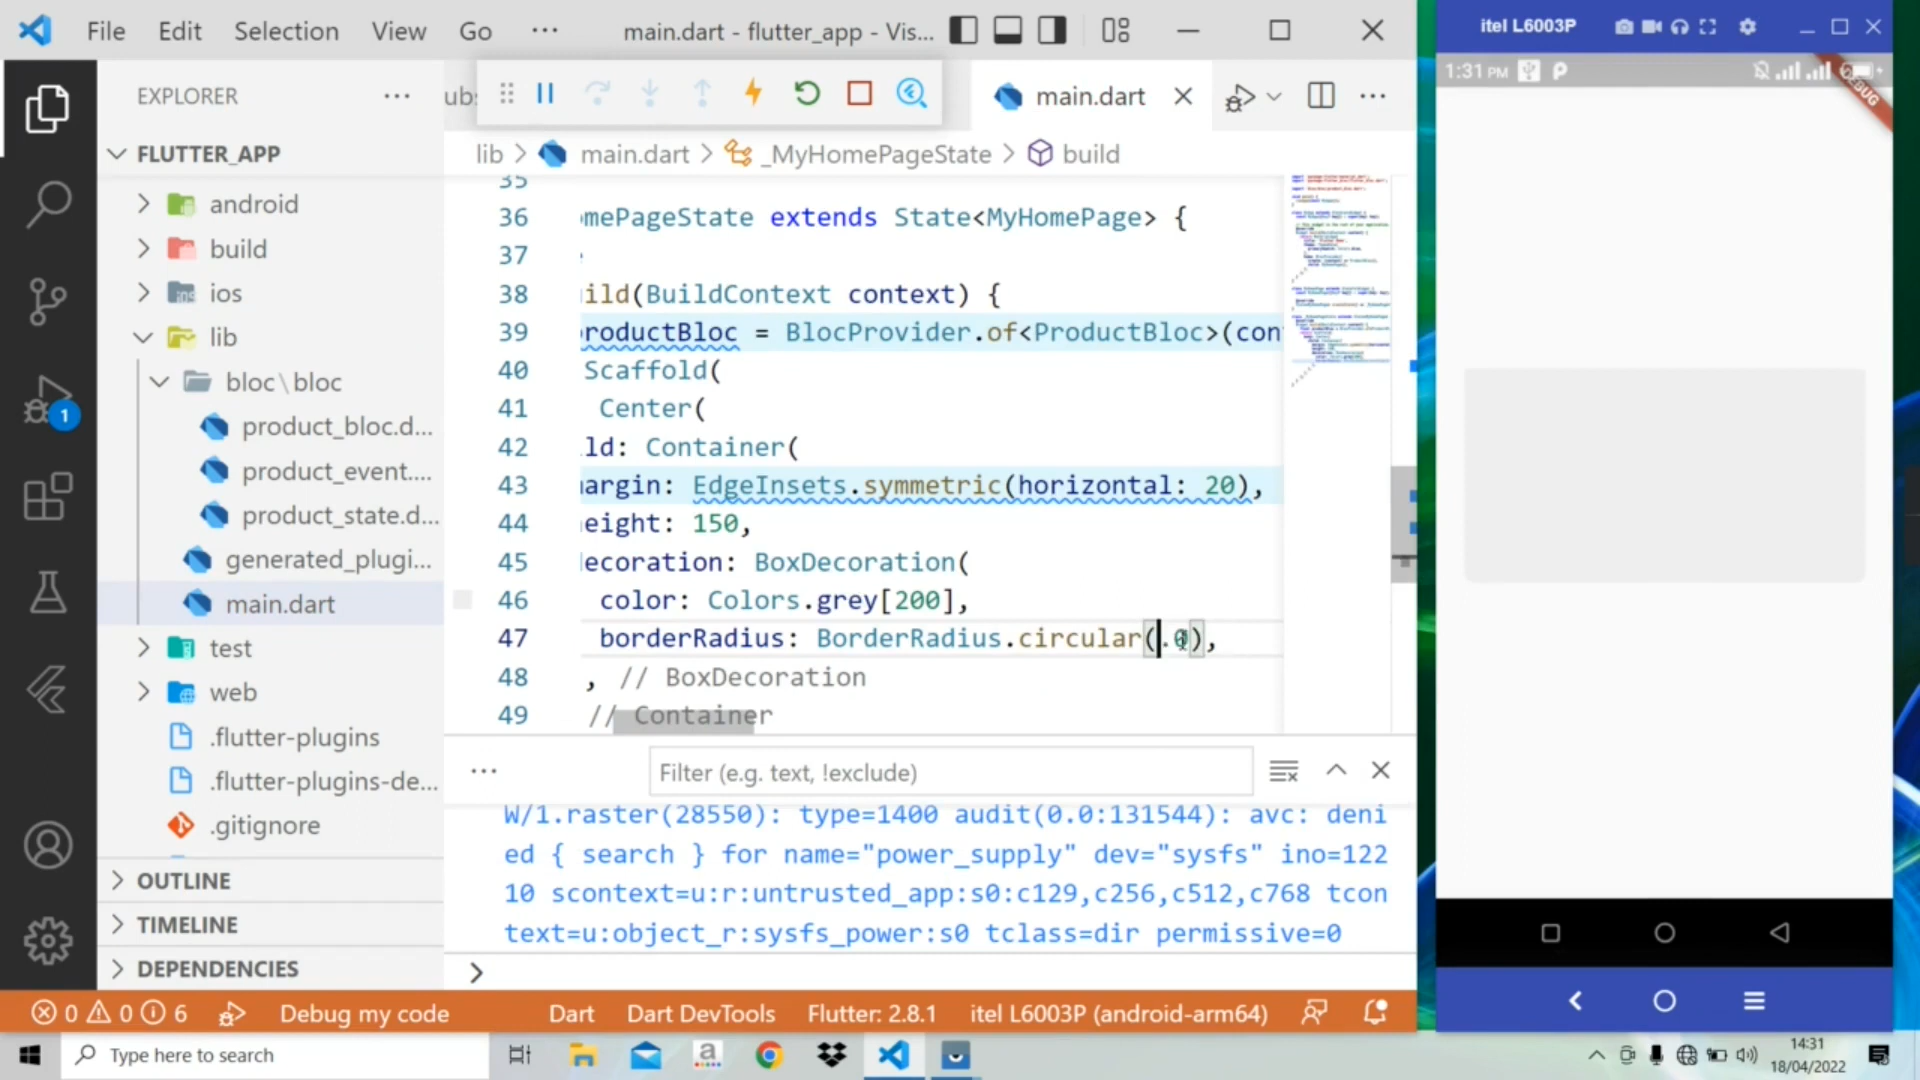 File Edit Selection View Go ··· main.dart - flutter_app - Vis...
EXPLORER ···
main.dart
FLUTTER_APP
lib > main.dart > _MyHomePageState > build
android
build
ios
lib
bloc\bloc
product_bloc.d...
product_event....
product_state.d...
generated_plugi...
main.dart
test
web
.flutter-plugins
.flutter-plugins-de...
.gitignore
OUTLINE
TIMELINE
DEPENDENCIES
35
36 mePageState extends State<MyHomePage> {
37
38 ild(BuildContext context) {
39 productBloc = BlocProvider.of<ProductBloc>(con
40 Scaffold(
41 Center(
42 ld: Container(
43 margin: EdgeInsets.symmetric(horizontal: 20),
44 eight: 150,
45 decoration: BoxDecoration(
46 color: Colors.grey[200],
47 borderRadius: BorderRadius.circular(.0),
48 , // BoxDecoration
49 // Container
Filter (e.g. text, !exclude)
W/1.raster(28550): type=1400 audit(0.0:131544): avc: deni
ed { search } for name="power_supply" dev="sysfs" ino=122
10 scontext=u:r:untrusted_app:s0:c129,c256,c512,c768 tcon
text=u:object_r:sysfs_power:s0 tclass=dir permissive=0
1
0 0 6 Debug my code Dart Dart DevTools Flutter: 2.8.1 itel L6003P (android-arm64)
Type here to search
14:31
18/04/2022
itel L6003P
1:31 PM
DEBUG